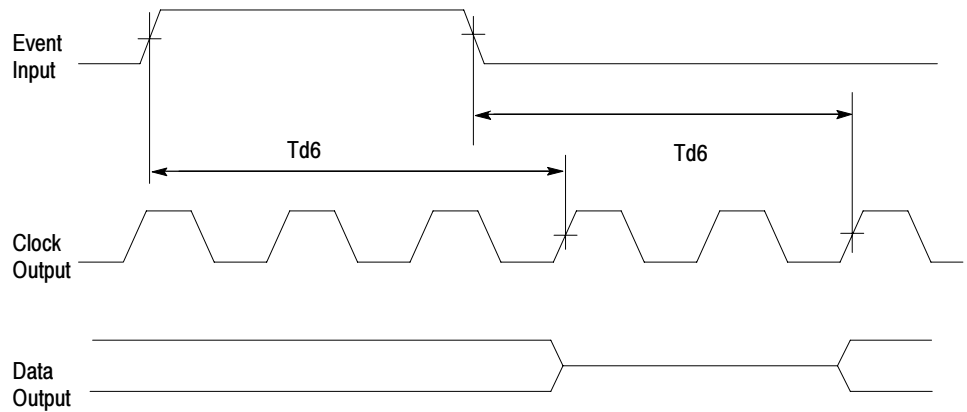 Event
Input
Td6
Td6
Clock
Output
Data
Output